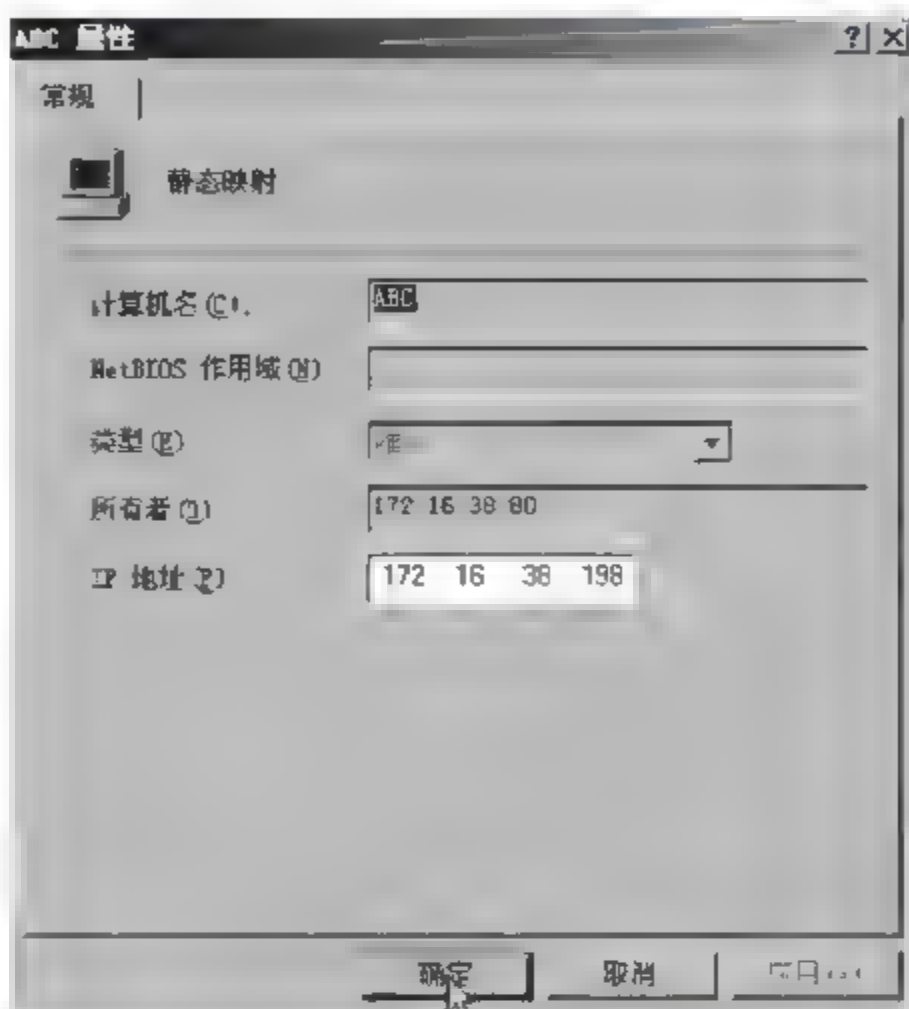 ABC 属性
常规
静态映射
计算机名(C):
ABC
NetBIOS 作用域(N)
类型(E)
所有者(O)
172 16 38 80
IP 地址(P)
172 16 38 198
确定
取消